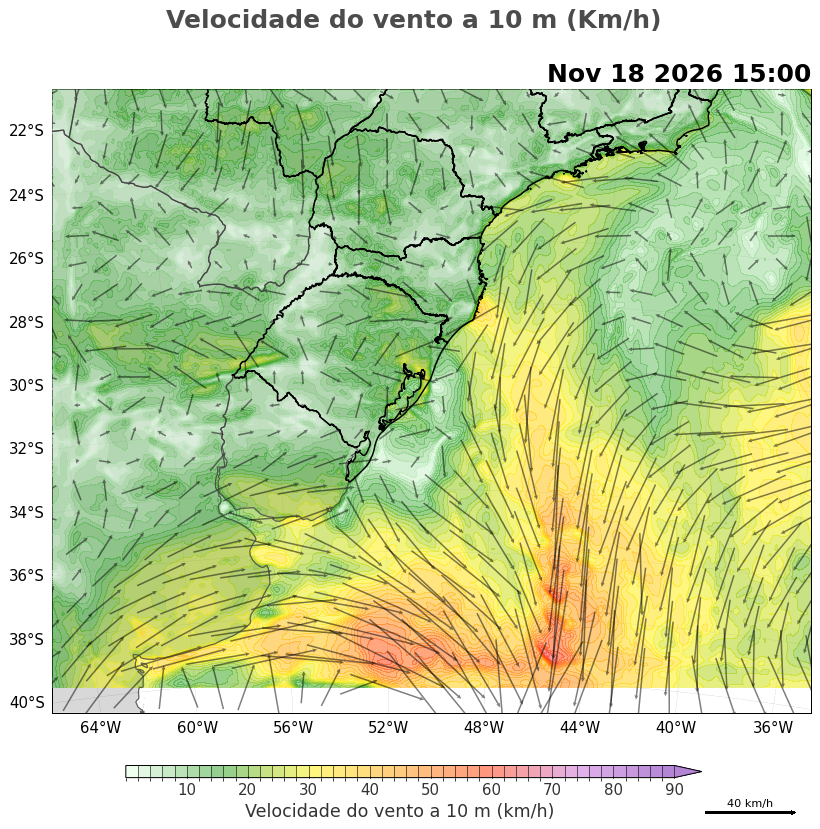 Velocidade do vento a 10 m (Km/h)
Nov 18 2026 15:00
22°S
24°S
26°S
28°S
30°S
32°S
34°S
36°S
38°S
40°S
64°W 60°W 56°W 52°W 48°W 44°W 40°W 36°W
10 20 30 40 50 60 70 80 90
Velocidade do vento a 10 m (km/h)
40 km/h